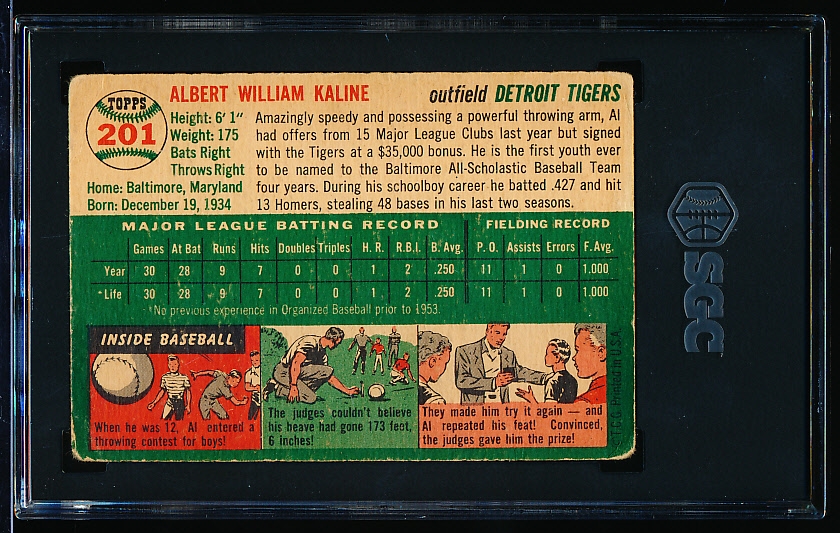 TOPPS
201
ALBERT WILLIAM KALINE
outfield DETROIT TIGERS
Height: 6' 1"
Weight: 175
Bats Right
Throws Right
Home: Baltimore, Maryland
Born: December 19, 1934
Amazingly speedy and possessing a powerful throwing arm, Al
had offers from 15 Major League Clubs last year but signed
with the Tigers at a $35,000 bonus. He is the first youth ever
to be named to the Baltimore All-Scholastic Baseball Team
four years. During his schoolboy career he batted .427 and hit
13 Homers, stealing 48 bases in his last two seasons.
MAJOR LEAGUE BATTING RECORD FIELDING RECORD
Games At Bat Runs Hits Doubles Triples H. R. R.B.I. B. Avg. P. O. Assists Errors F. Avg.
Year 30 28 9 7 0 0 1 2 .250 11 1 0 1.000
*Life 30 28 9 7 0 0 1 2 .250 11 1 0 1.000
*No previous experience in Organized Baseball prior to 1953.
INSIDE BASEBALL
When he was 12, Al entered a
throwing contest for boys!
The judges couldn't believe
his heave had gone 173 feet,
6 inches!
They made him try it again — and
Al repeated his feat! Convinced,
the judges gave him the prize!
T.C.G. Printed in U.S.A.
SGC